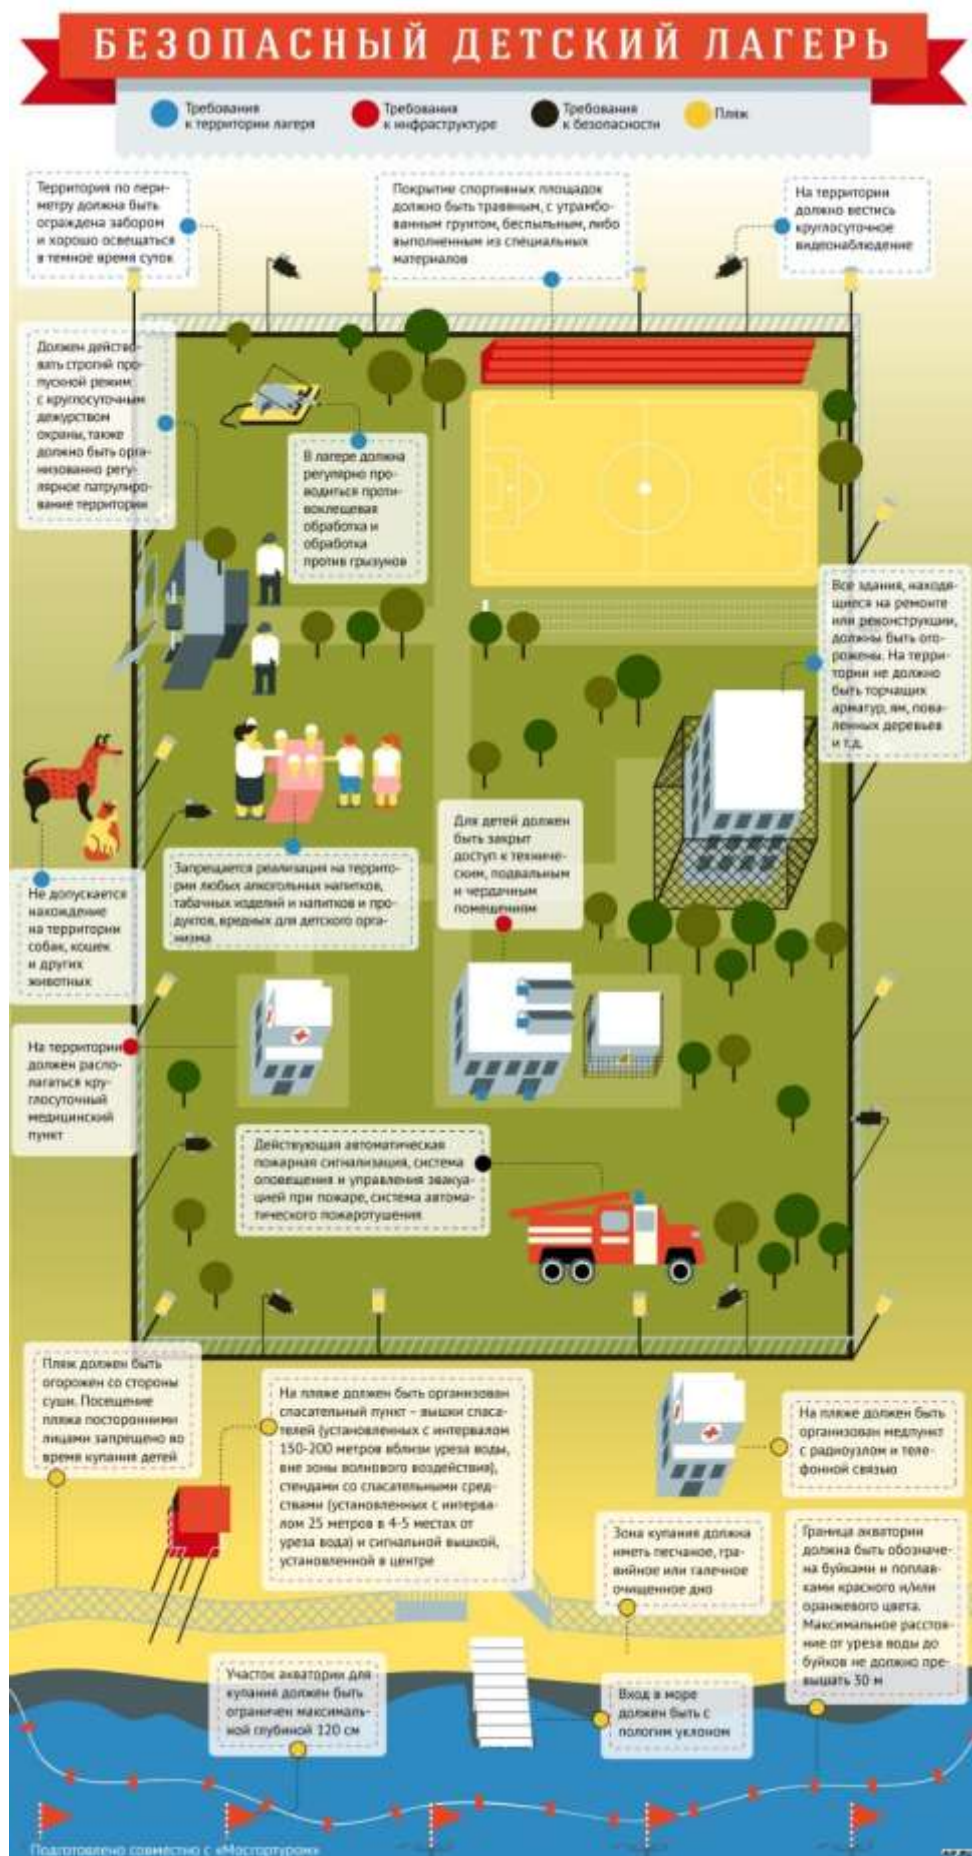 БЕЗОПАСНЫЙ ДЕТСКИЙ ЛАГЕРЬ
Требования
к территории лагеря
Требования
к инфраструктуре
Требования
к безопасности
Пляж
Территория по пери-
метру должна быть
ограждена забором
и хорошо освещаться
в темное время суток
Покрытие спортивных площадок
должно быть травяным, с утрамбо-
ванным грунтом, беспыльным, либо
выполненным из специальных
материалов
На территории
должно вестись
круглосуточное
видеонаблюдение
Должен действо-
вать строгий про-
пускной режим
с круглосуточным
дежурством
охраны, также
должно быть орга-
низованно регу-
лярное патрулиро-
вание территории
В лагере должна
регулярно про-
водиться проти-
воклещевая
обработка и
обработка
против грызунов
Все здания, находя-
щиеся на ремонте
или реконструкции,
должны быть ого-
рожены. На терри-
тории не должно
быть торчащих
арматур, ям, пова-
ленных деревьев
и т.д.
Для детей должен
быть закрыт
доступ к техниче-
ским, подвальным
и чердачным
помещениям
Запрещается реализация на террито-
рии любых алкогольных напитков,
табачных изделий и напитков и про-
дуктов, вредных для детского орга-
низма
Не допускается
нахождение
на территории
собак, кошек
и других
животных
На территории
должен распо-
лагаться кру-
глосуточный
медицинский
пункт
Действующая автоматическая
пожарная сигнализация, система
оповещения и управления эвакуа-
цией при пожаре, система автома-
тического пожаротушения
Пляж должен быть
огорожен со стороны
суши. Посещение
пляжа посторонними
лицами запрещено во
время купания детей
На пляже должен быть организован
спасательный пункт – вышки спаса-
телей (установленных с интервалом
150-200 метров вблизи уреза воды,
вне зоны волнового воздействия),
стендами со спасательными сред-
ствами (установленных с интерва-
лом 25 метров в 4-5 местах от
уреза вода) и сигнальной вышкой,
установленной в центре
На пляже должен быть
организован медпункт
с радиоузлом и теле-
фонной связью
Зона купания должна
иметь песчаное, гра-
вийное или галечное
очищенное дно
Граница акватории
должна быть обозначе-
на буйками и поплав-
ками красного и/или
оранжевого цвета.
Максимальное расстоя-
ние от уреза воды до
буйков не должно пре-
вышать 50 м
Участок акватории для
купания должен быть
ограничен максималь-
ной глубиной 120 см
Вход в море
должен быть с
пологим уклоном
Подготовлено совместно с «Мосгортуром»